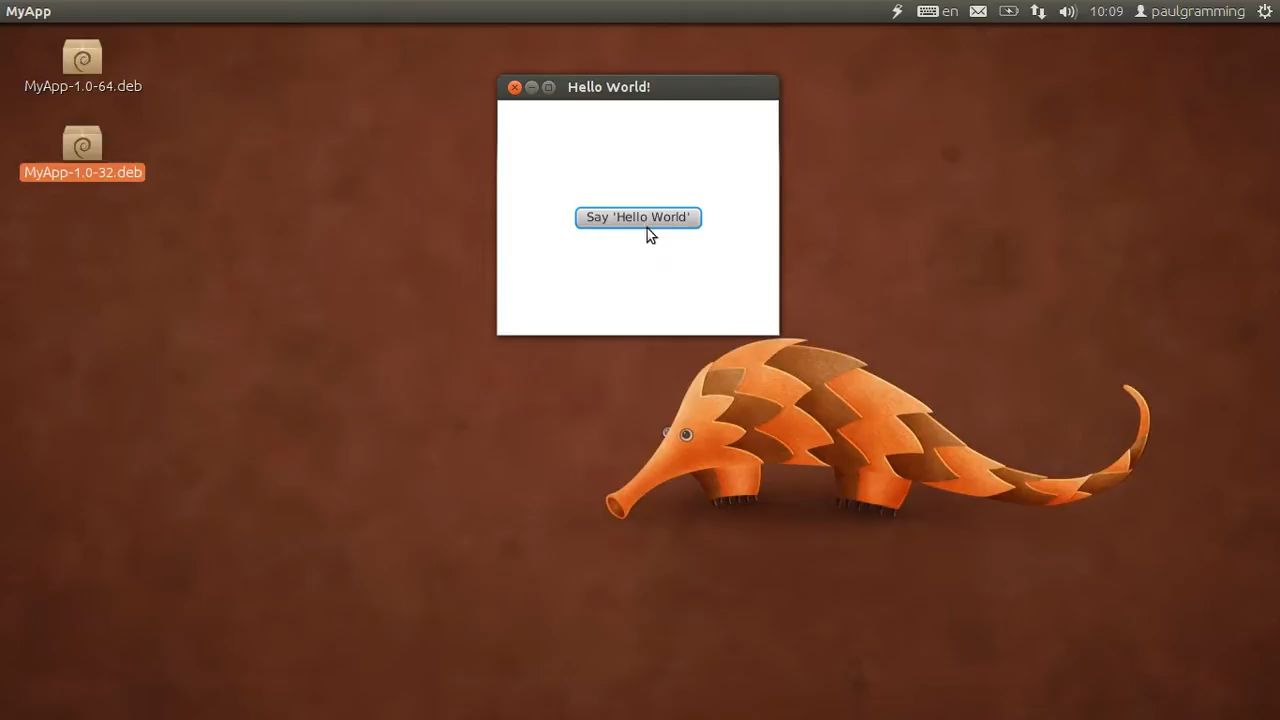 MyApp
en
10:09
paulgramming
MyApp-1.0-64.deb
MyApp-1.0-32.deb
Hello World!
Say 'Hello World'